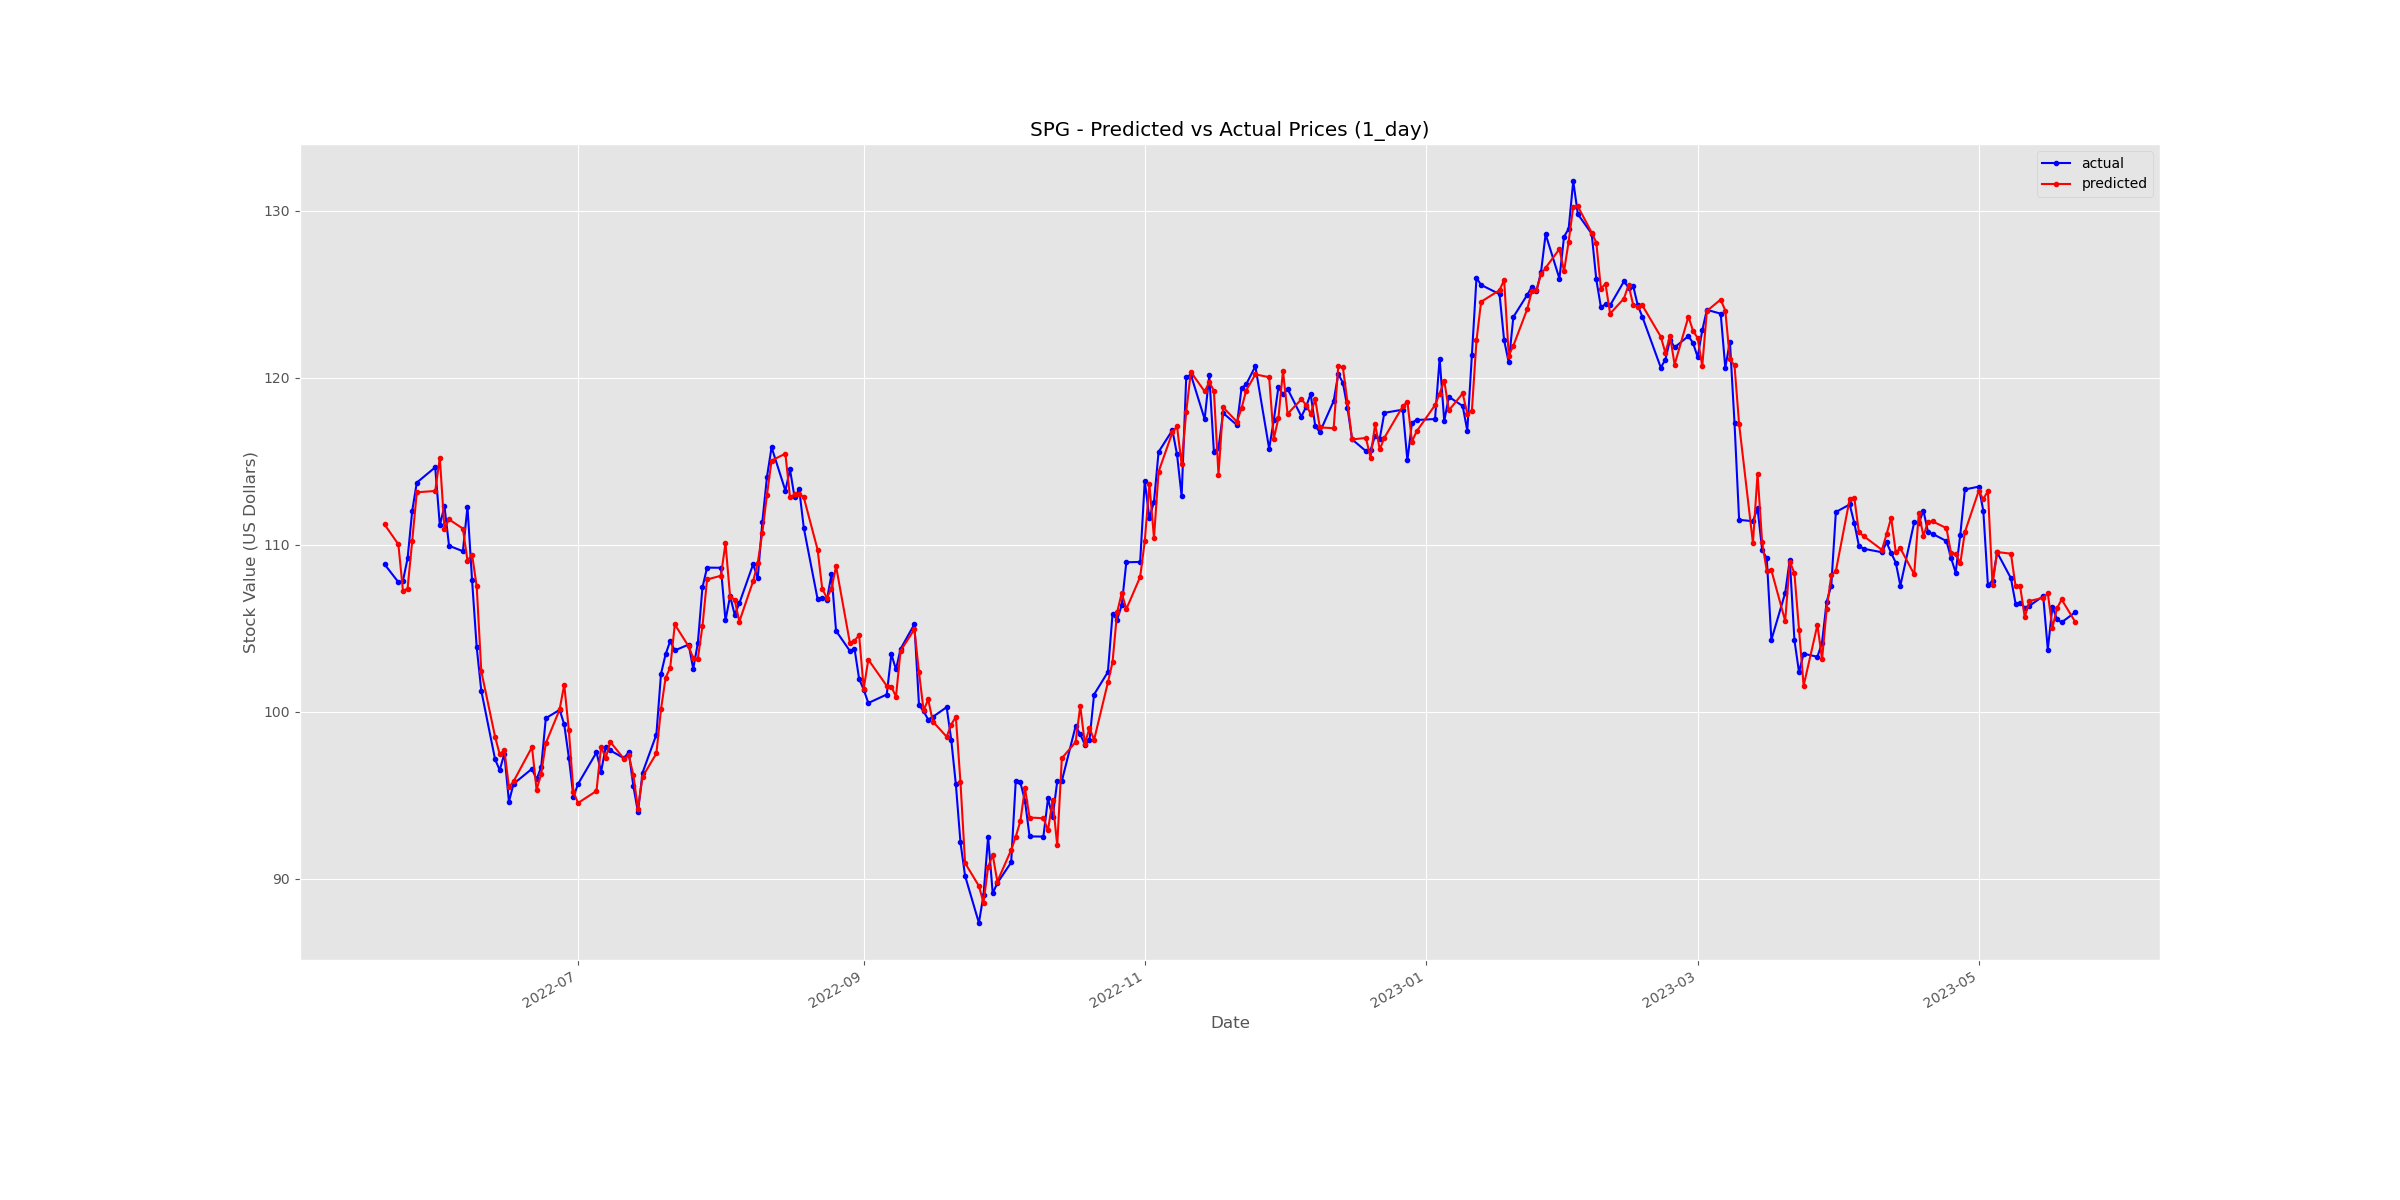 SPG - Predicted vs Actual Prices (1_day)
actual
predicted
Stock Value (US Dollars)
130
120
110
100
90
2022-07
2022-09
2022-11
2023-01
2023-03
2023-05
Date